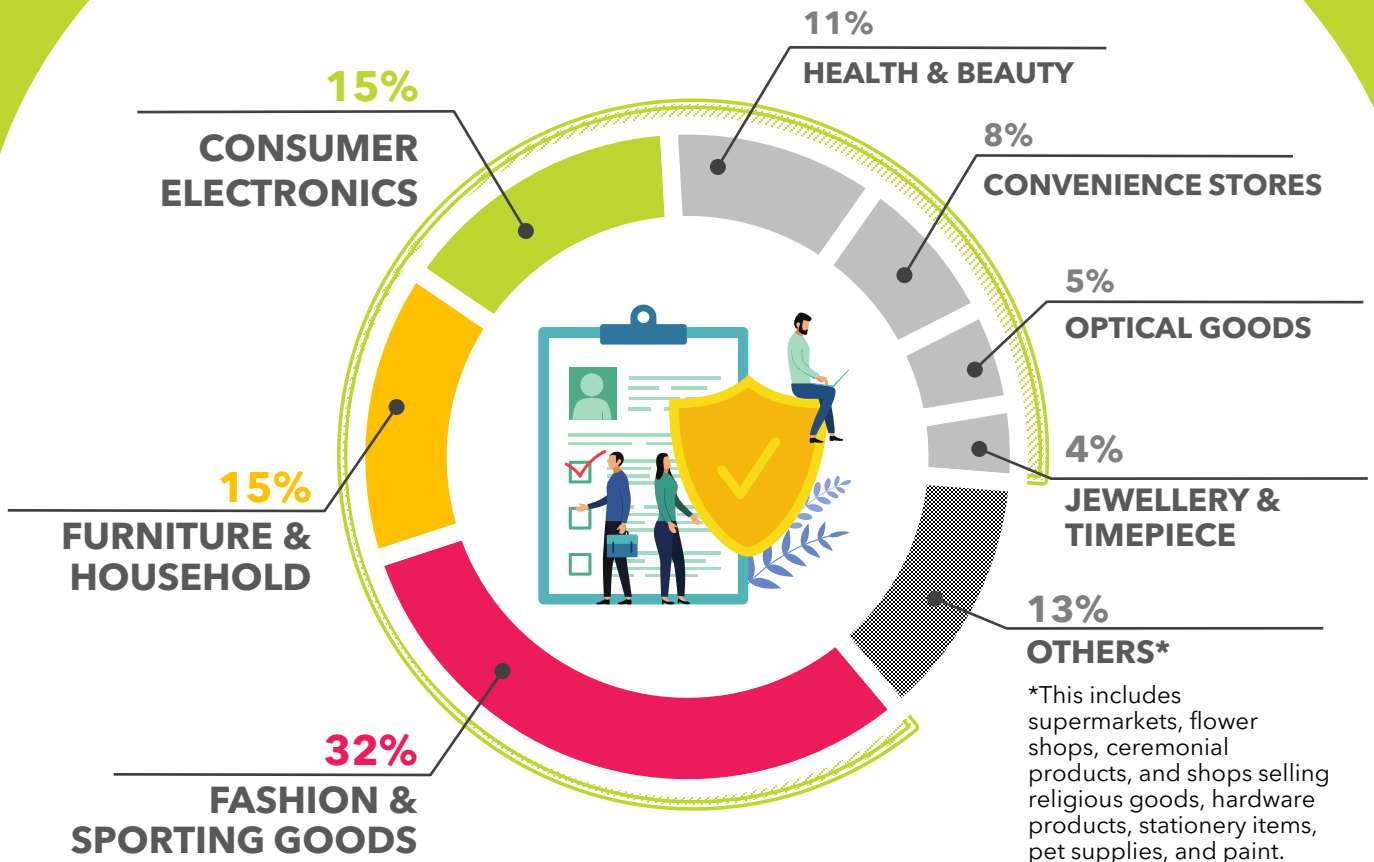 11%
HEALTH & BEAUTY
15%
CONSUMER
ELECTRONICS
8%
CONVENIENCE STORES
5%
OPTICAL GOODS
4%
JEWELLERY &
TIMEPIECE
15%
FURNITURE &
HOUSEHOLD
13%
OTHERS*
*This includes
supermarkets, flower
shops, ceremonial
products, and shops selling
religious goods, hardware
products, stationery items,
pet supplies, and paint.
32%
FASHION &
SPORTING GOODS